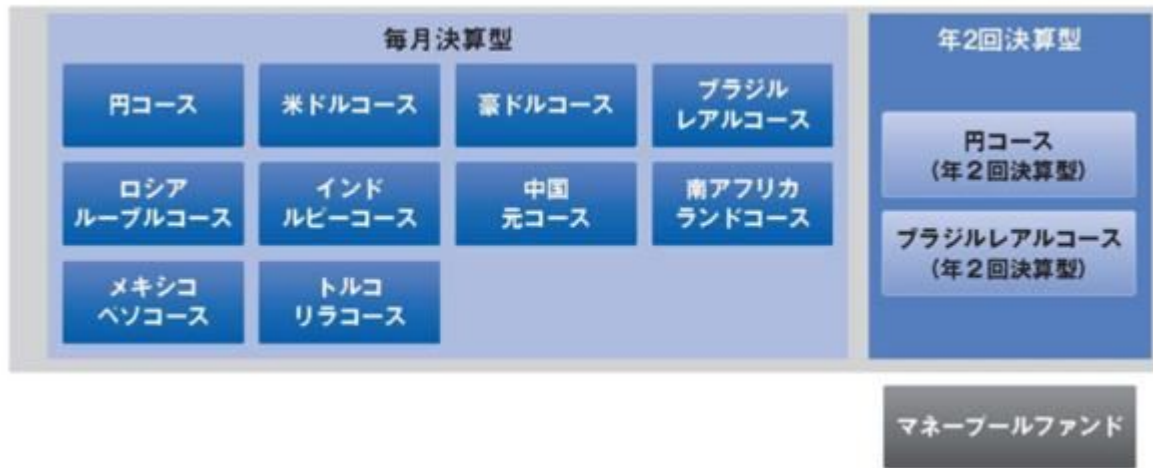 毎月決算型
円コース
米ドルコース
豪ドルコース
ブラジル
レアルコース
ロシア
ルーブルコース
インド
ルピーコース
中国
元コース
南アフリカ
ランドコース
メキシコ
ペソコース
トルコ
リラコース
年2回決算型
円コース
(年2回決算型)
ブラジルレアルコース
(年2回決算型)
マネープールファンド